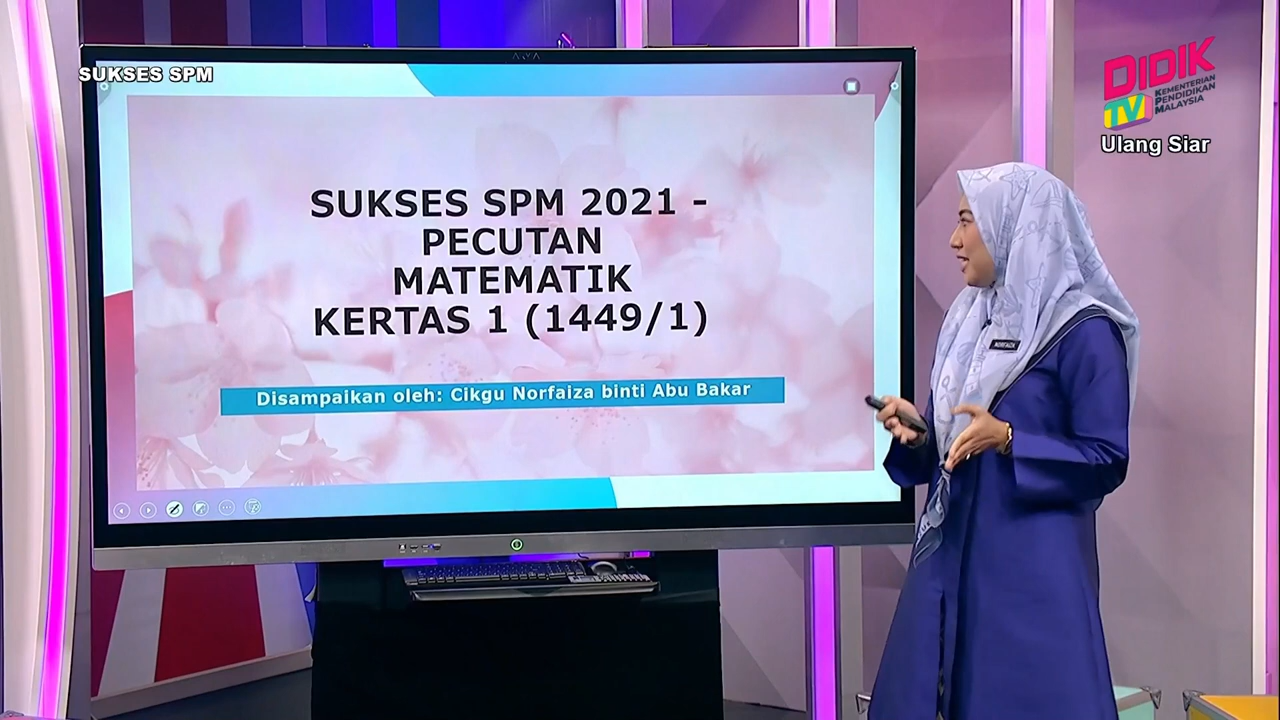 SUKSES SPM
DIDIK
TV
KEMENTERIAN
PENDIDIKAN
MALAYSIA
Ulang Siar
SUKSES SPM 2021 -
PECUTAN
MATEMATIK
KERTAS 1 (1449/1)
Disampaikan oleh: Cikgu Norfaiza binti Abu Bakar
NORFAIZA